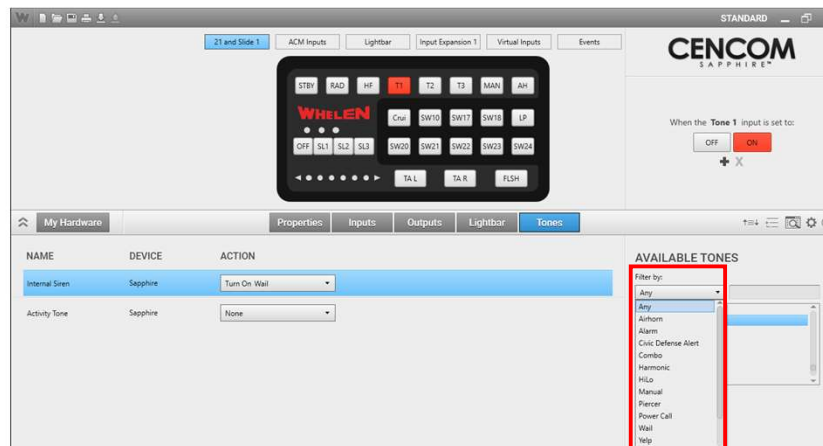 W STANDARD
21 and Slide 1 ACM Inputs Lightbar Input Expansion 1 Virtual Inputs Events
CENCOM
SAPPHIRE™
STBY RAD HF T1 T2 T3 MAN AH
WHELEN
Crui SW10 SW17 SW18 LP
OFF SL1 SL2 SL3 SW20 SW21 SW22 SW23 SW24
TA L TA R FLSH
When the Tone 1 input is set to:
OFF ON
My Hardware Properties Inputs Outputs Lightbar Tones
NAME DEVICE ACTION
Internal Siren Sapphire Turn On Wail
Activity Tone Sapphire None
AVAILABLE TONES
Filter by:
Any
Any
Airhorn
Alarm
Civic Defense Alert
Combo
Harmonic
HiLo
Manual
Piercer
Power Call
Wail
Yelp